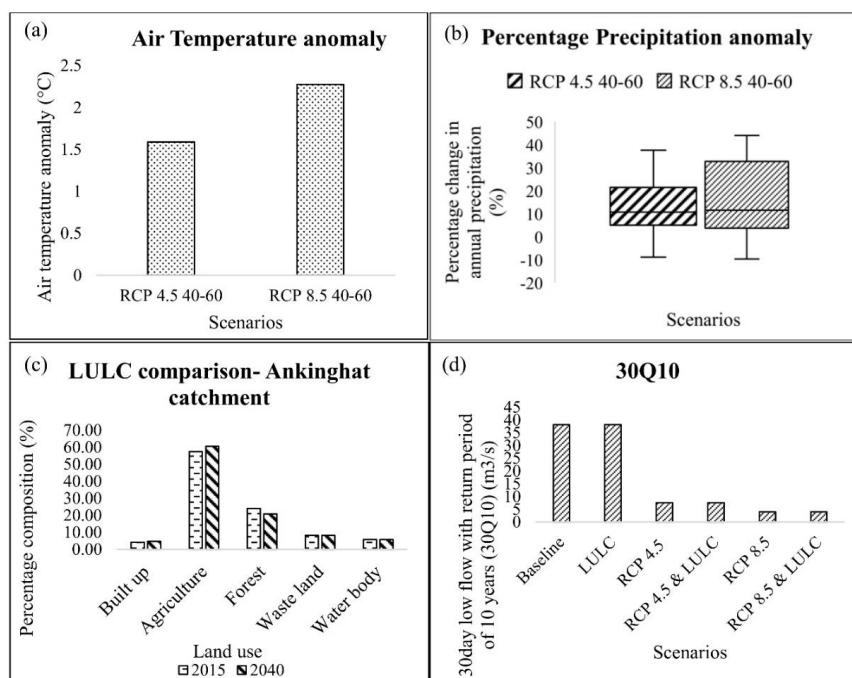 (a)
Air Temperature anomaly
Air temperature anomaly (°C)
2.5
2
1.5
1
0.5
0
RCP 4.5 40-60 RCP 8.5 40-60
Scenarios
(b)
Percentage Precipitation anomaly
RCP 4.5 40-60 RCP 8.5 40-60
Percentage change in
annual precipitation
(%)
50
40
30
20
10
0
-10
-20
Scenarios
(c)
LULC comparison- Ankinghat
catchment
Percentage composition (%)
70.00
60.00
50.00
40.00
30.00
20.00
10.00
0.00
Built up
Agriculture
Forest
Waste land
Water body
Land use
2015 2040
(d)
30Q10
30day low flow with return period
of 10 years (30Q10) (m3/s)
45
40
35
30
25
20
15
10
5
0
Baseline
LULC
RCP 4.5
RCP 4.5 & LULC
RCP 8.5
RCP 8.5 & LULC
Scenarios